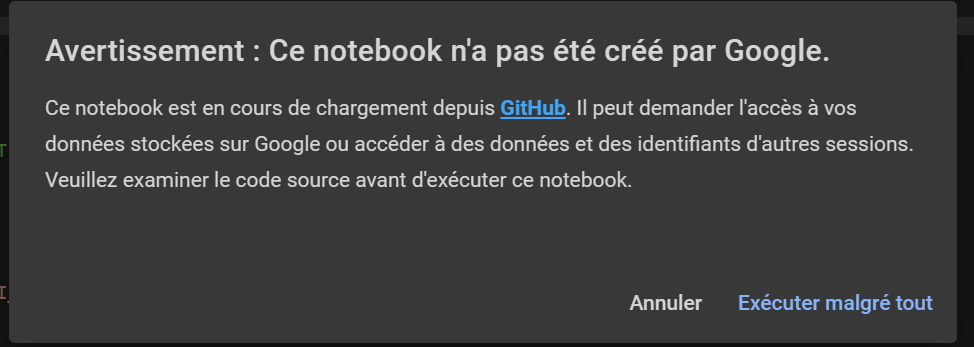 Avertissement : Ce notebook n'a pas été créé par Google.
Ce notebook est en cours de chargement depuis GitHub. Il peut demander l'accès à vos
données stockées sur Google ou accéder à des données et des identifiants d'autres sessions.
Veuillez examiner le code source avant d'exécuter ce notebook.
Annuler Exécuter malgré tout